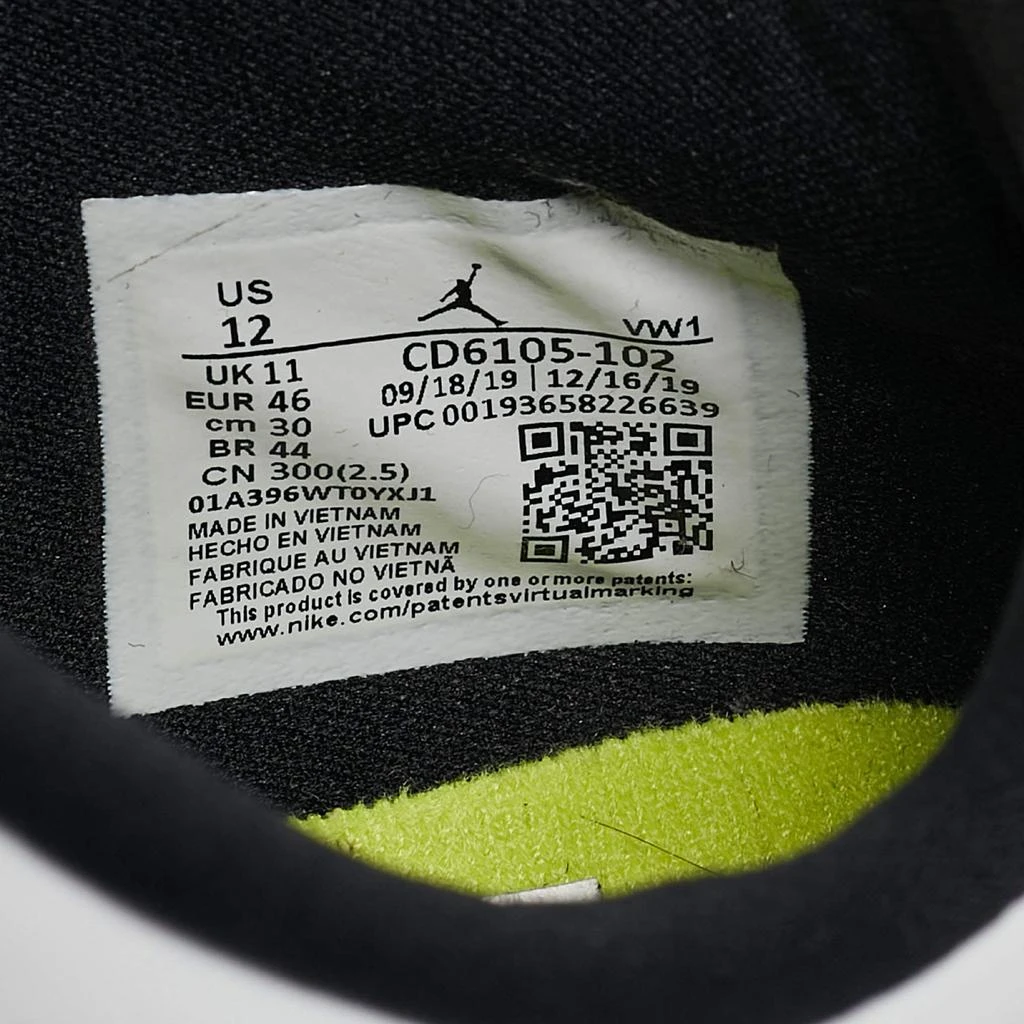 US
12
VW1
UK 11
CD6105-102
EUR 46
09/18/19 | 12/16/19
cm 30
UPC 00193658226639
BR 44
CN 300(2.5)
01A396WT0YXJ1
MADE IN VIETNAM
HECHO EN VIETNAM
FABRIQUE AU VIETNAM
FABRICADO NO VIETNÃ
This product is covered by one or more patents:
www.nike.com/patentsvirtualmarking